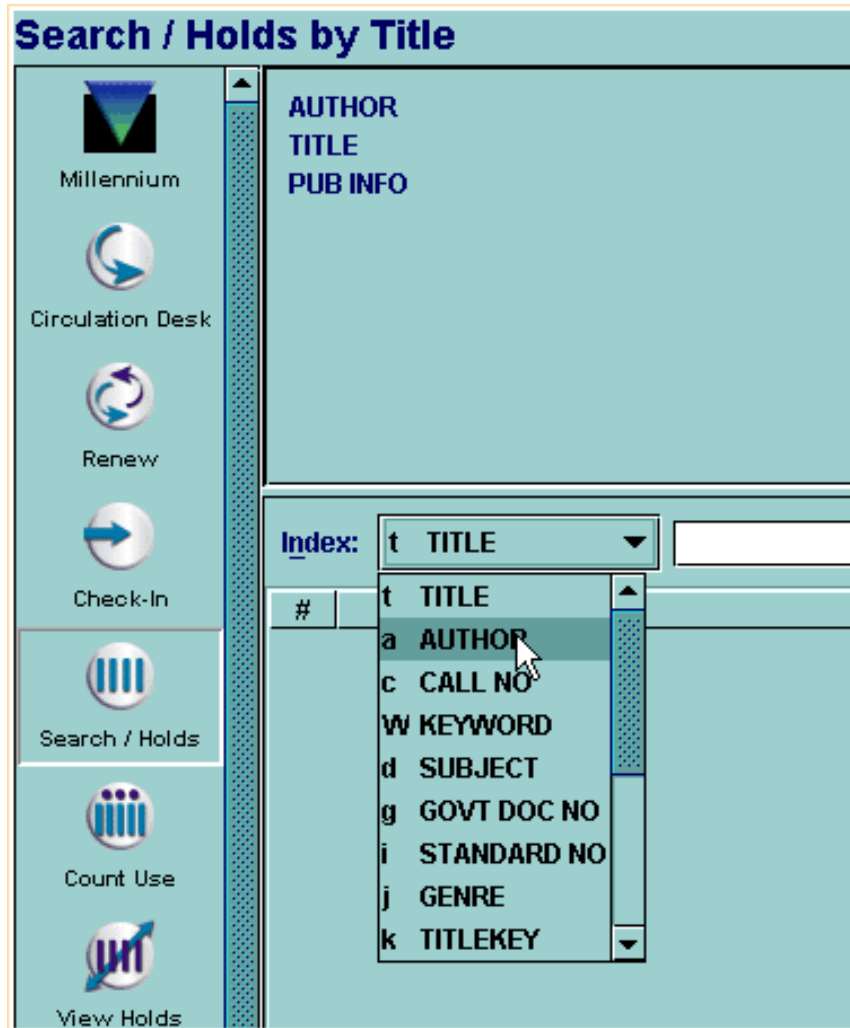 Search / Holds by Title
Millennium
Circulation Desk
Renew
Check-In
Search / Holds
Count Use
View Holds
AUTHOR
TITLE
PUB INFO
Index: t TITLE
#
t TITLE
a AUTHOR
c CALL NO
W KEYWORD
d SUBJECT
g GOVT DOC NO
i STANDARD NO
j GENRE
k TITLEKEY